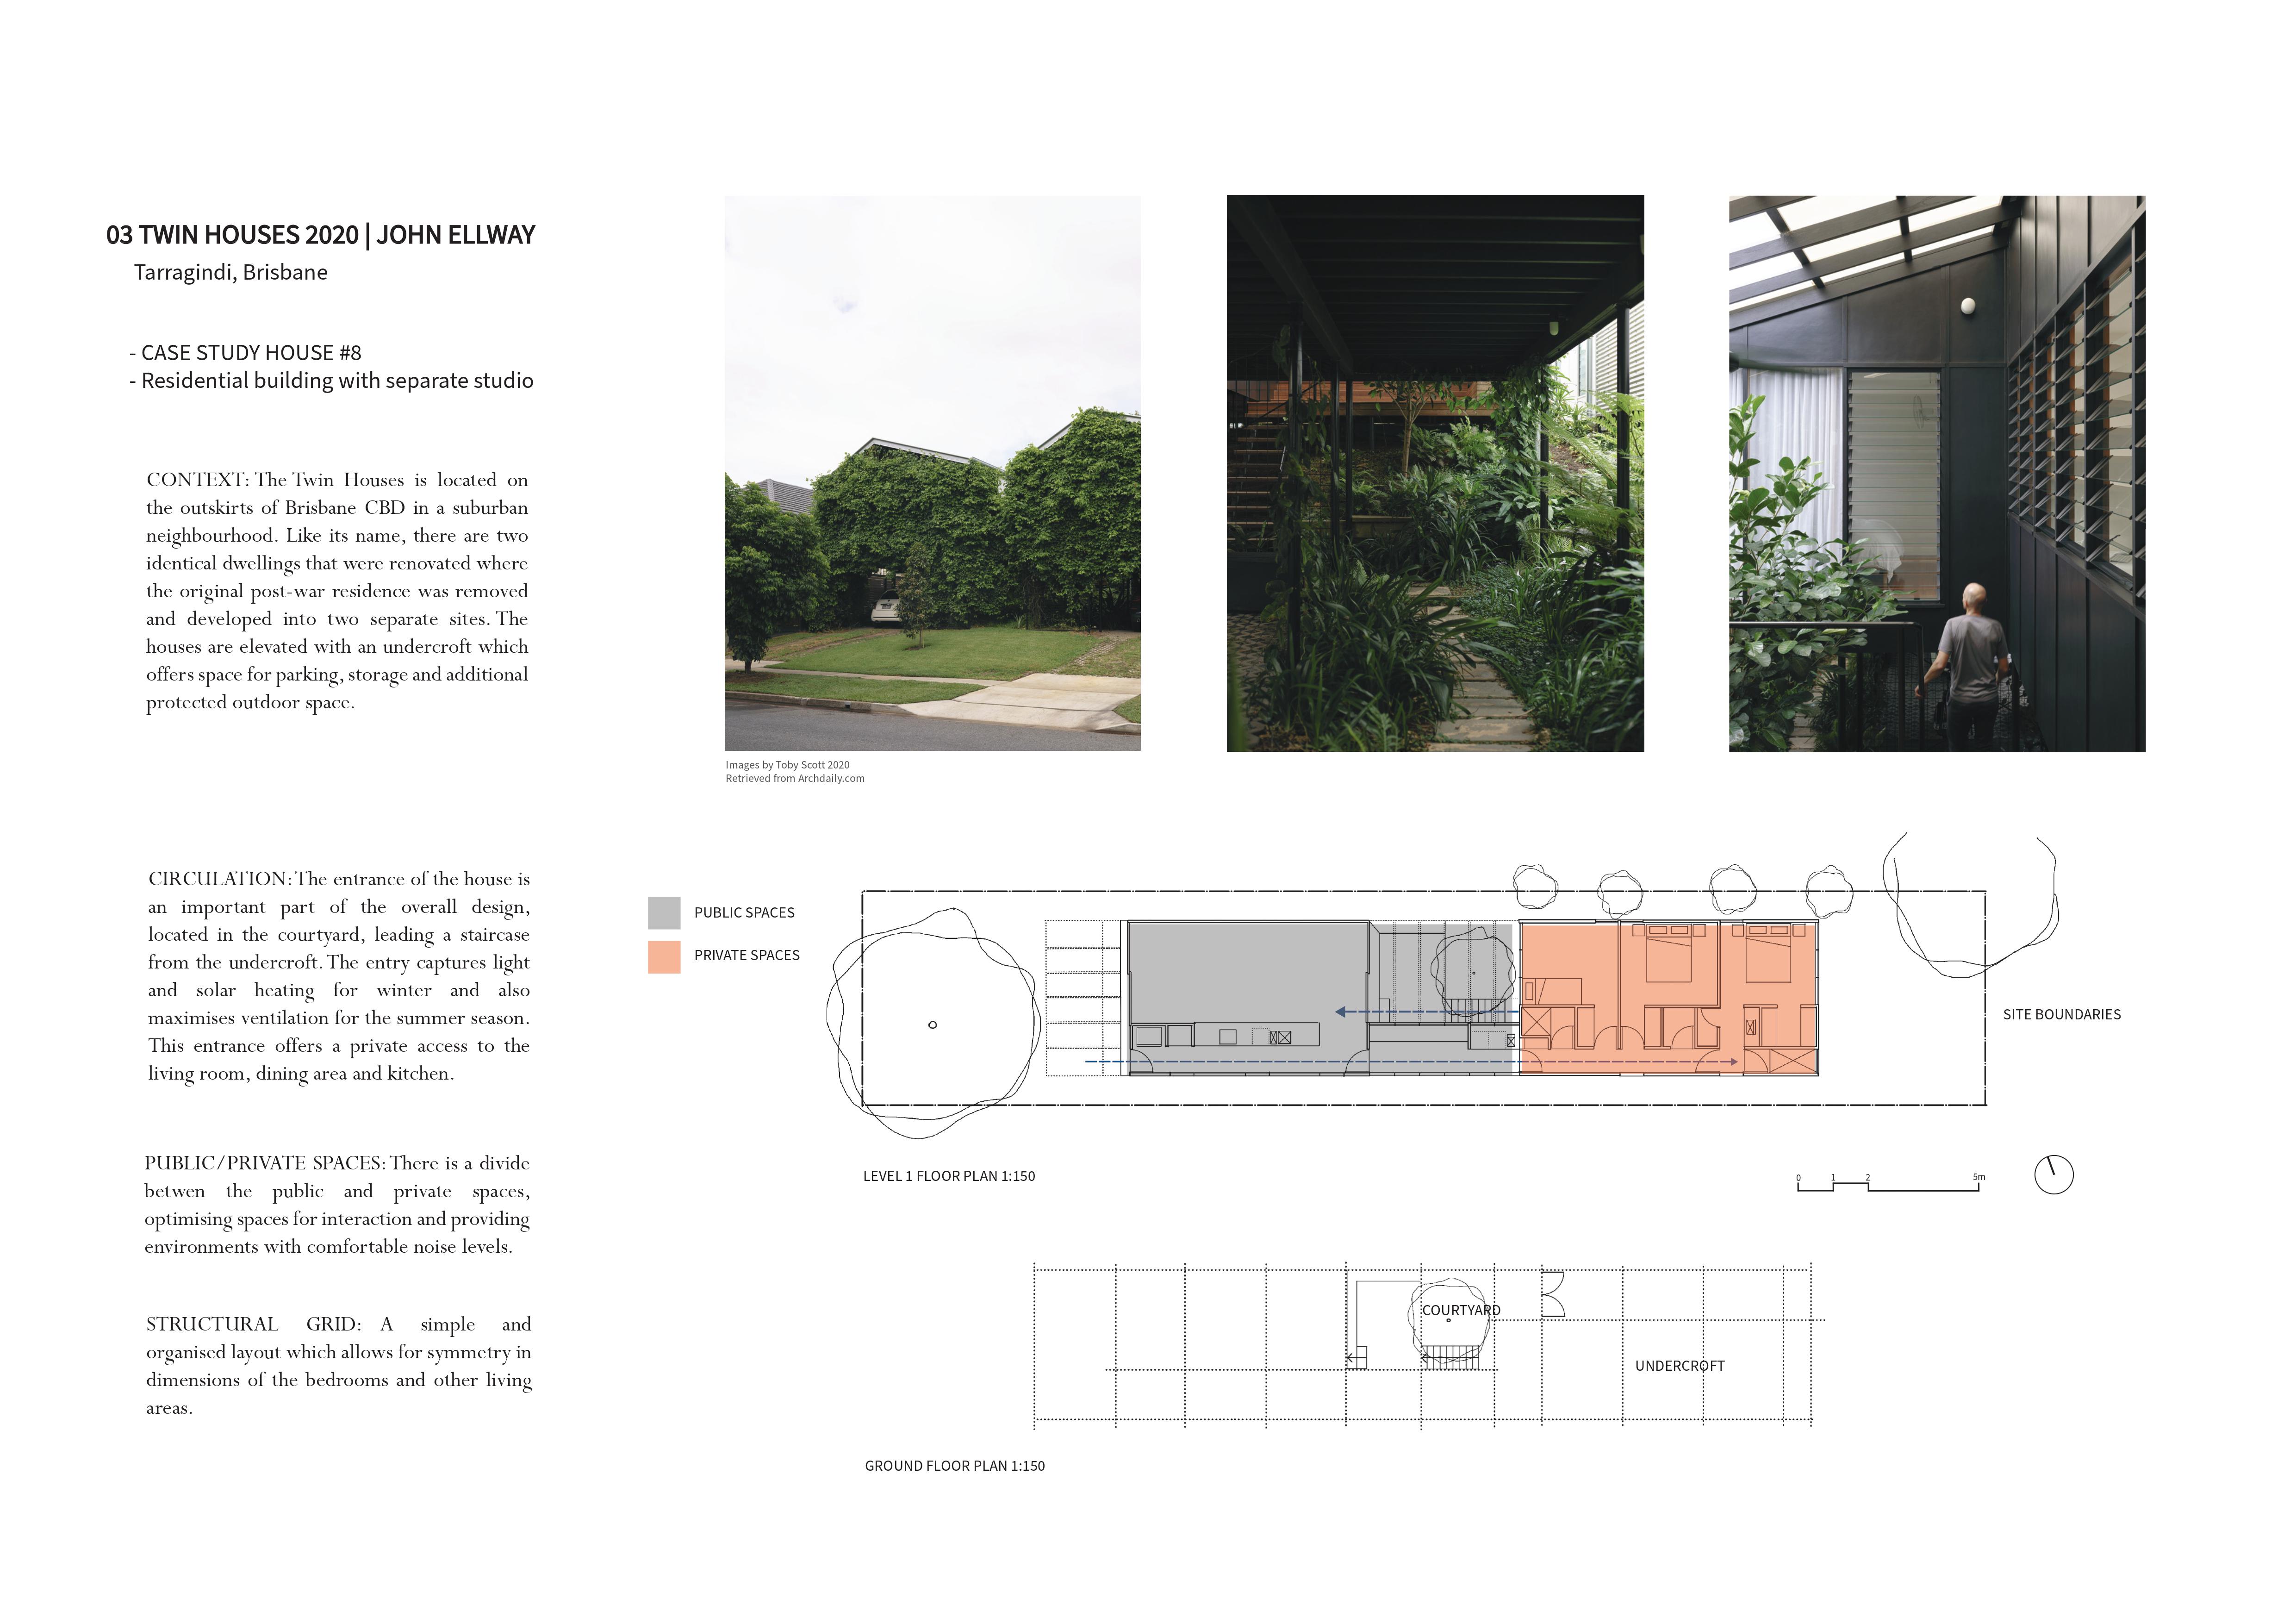 03 TWIN HOUSES 2020 | JOHN ELLWAY
Tarragindi, Brisbane
- CASE STUDY HOUSE #8
- Residential building with separate studio
CONTEXT: The Twin Houses is located on
the outskirts of Brisbane CBD in a suburban
neighbourhood. Like its name, there are two
identical dwellings that were renovated where
the original post-war residence was removed
and developed into two separate sites. The
houses are elevated with an undercroft which
offers space for parking, storage and additional
protected outdoor space.
Images by Toby Scott 2020
Retrieved from Archdaily.com
CIRCULATION: The entrance of the house is
an important part of the overall design,
located in the courtyard, leading a staircase
from the undercroft. The entry captures light
and solar heating for winter and also
maximises ventilation for the summer season.
This entrance offers a private access to the
living room, dining area and kitchen.
PUBLIC/PRIVATE SPACES: There is a divide
betwen the public and private spaces,
optimising spaces for interaction and providing
environments with comfortable noise levels.
STRUCTURAL GRID: A simple and
organised layout which allows for symmetry in
dimensions of the bedrooms and other living
areas.
PUBLIC SPACES
PRIVATE SPACES
SITE BOUNDARIES
LEVEL 1 FLOOR PLAN 1:150
0 1 2 5m
COURTYARD
UNDERCROFT
GROUND FLOOR PLAN 1:150